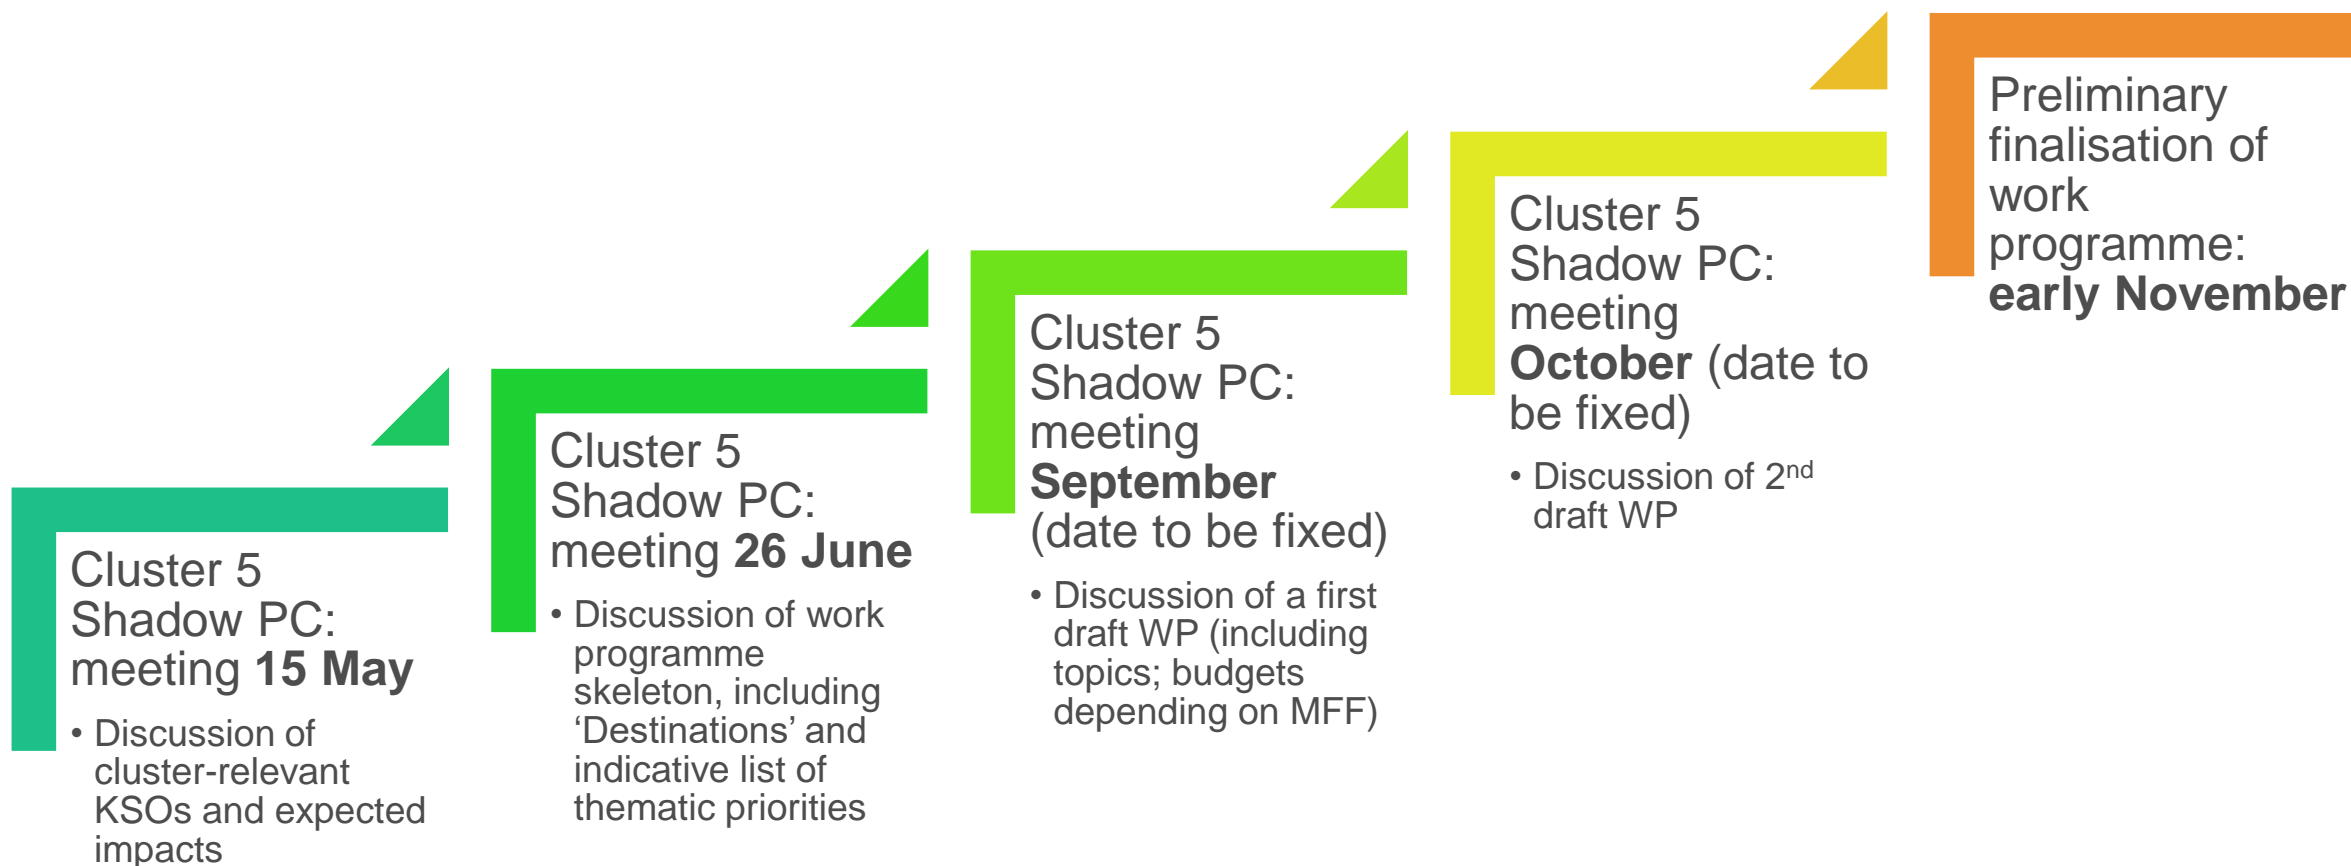 Cluster 5
Shadow PC:
meeting 15 May
• Discussion of
cluster-relevant
KSOs and expected
impacts
Cluster 5
Shadow PC:
meeting 26 June
• Discussion of work
programme
skeleton, including
‘Destinations’ and
indicative list of
thematic priorities
Cluster 5
Shadow PC:
meeting
September
(date to be fixed)
• Discussion of a first
draft WP (including
topics; budgets
depending on MFF)
Cluster 5
Shadow PC:
meeting
October (date to
be fixed)
• Discussion of 2nd
draft WP
Preliminary
finalisation of
work
programme:
early November